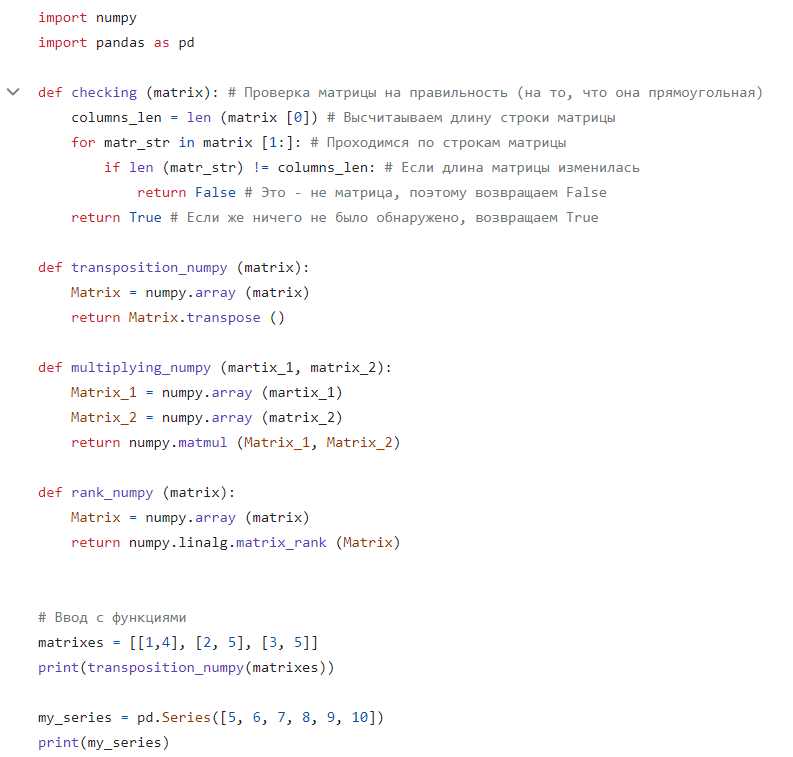 import numpy
import pandas as pd
def checking (matrix): # Проверка матрицы на правильность (на то, что она прямоугольная)
    columns_len = len (matrix [0]) # Высчитаываем длину строки матрицы
    for matr_str in matrix [1:]: # Проходимся по строкам матрицы
        if len (matr_str) != columns_len: # Если длина матрицы изменилась
            return False # Это - не матрица, поэтому возвращаем False
    return True # Если же ничего не было обнаружено, возвращаем True
def transposition_numpy (matrix):
    Matrix = numpy.array (matrix)
    return Matrix.transpose ()
def multiplying_numpy (martix_1, matrix_2):
    Matrix_1 = numpy.array (martix_1)
    Matrix_2 = numpy.array (matrix_2)
    return numpy.matmul (Matrix_1, Matrix_2)
def rank_numpy (matrix):
    Matrix = numpy.array (matrix)
    return numpy.linalg.matrix_rank (Matrix)
# Ввод с функциями
matrixes = [[1,4], [2, 5], [3, 5]]
print(transposition_numpy(matrixes))
my_series = pd.Series([5, 6, 7, 8, 9, 10])
print(my_series)